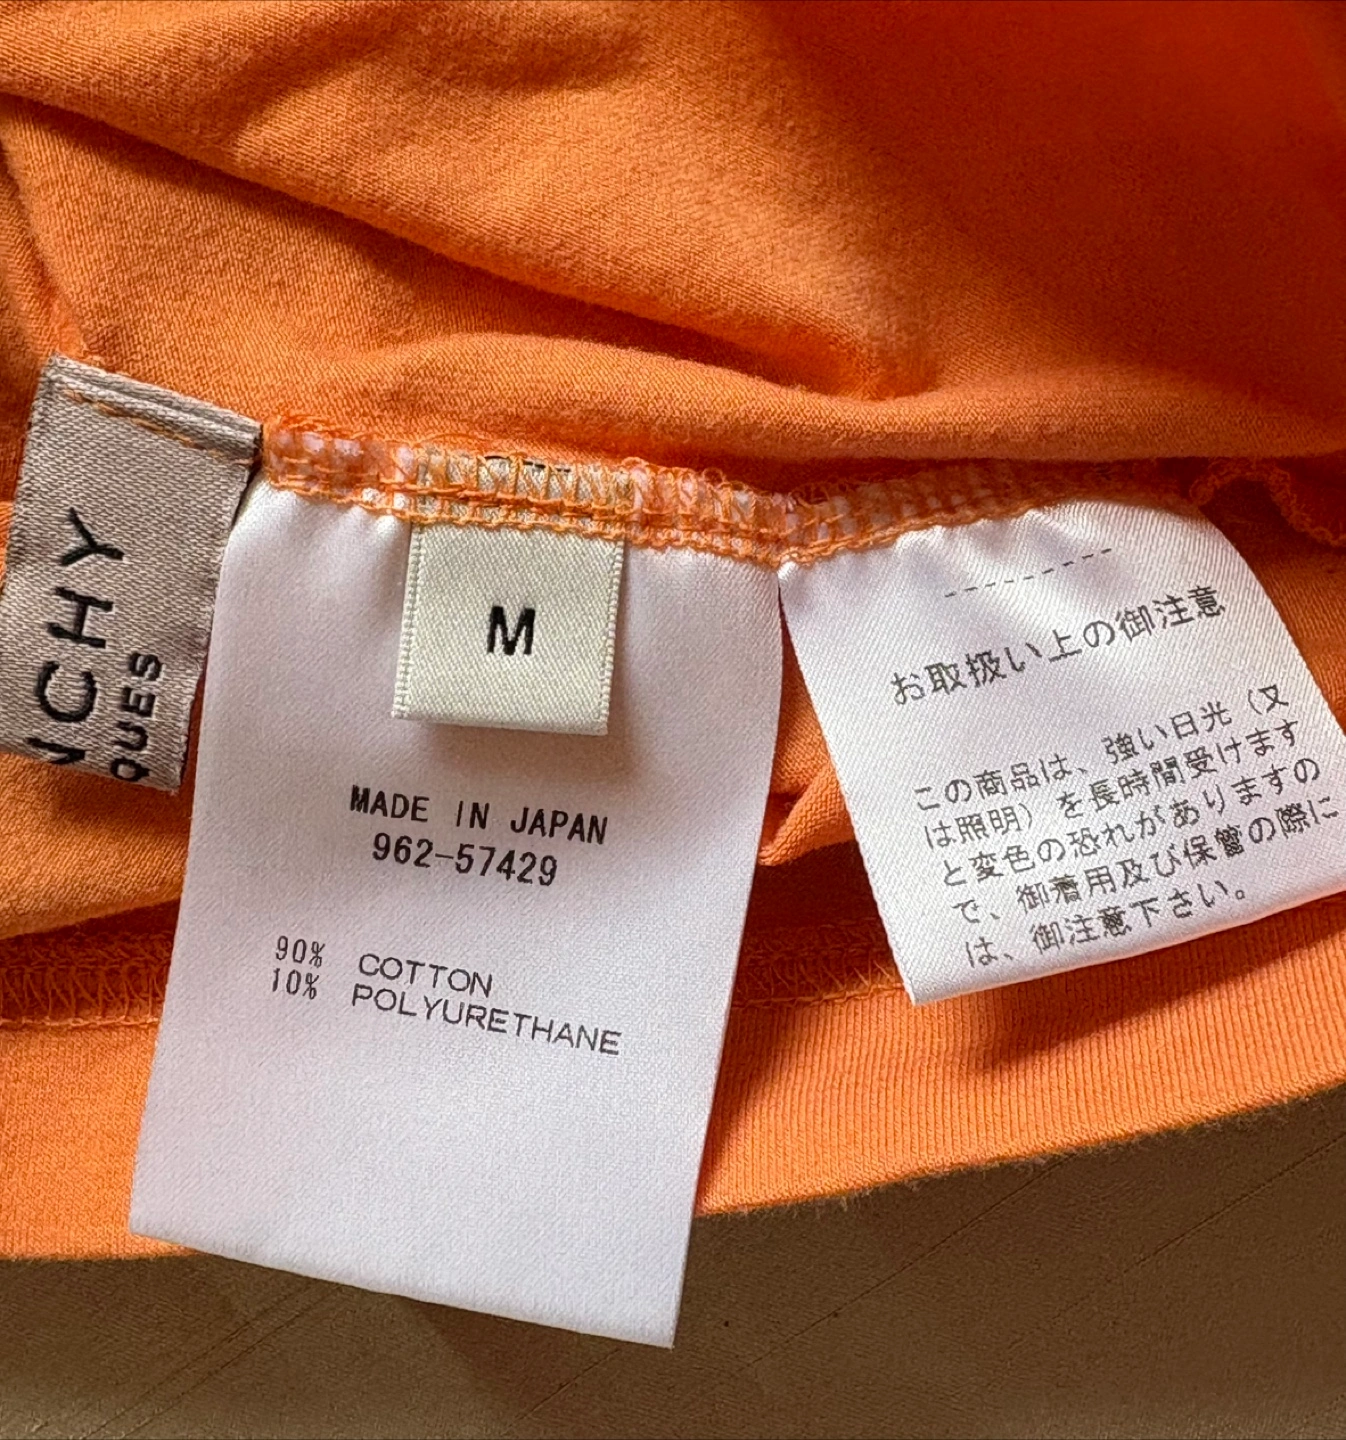 NCHY
QUES
M
MADE IN JAPAN
962-57429
90% COTTON
10% POLYURETHANE
お取扱い上の御注意
この商品は、強い日光（又
は照明）を長時間受けます
と変色の恐れがありますの
で、御着用及び保管の際に
は、御注意下さい。